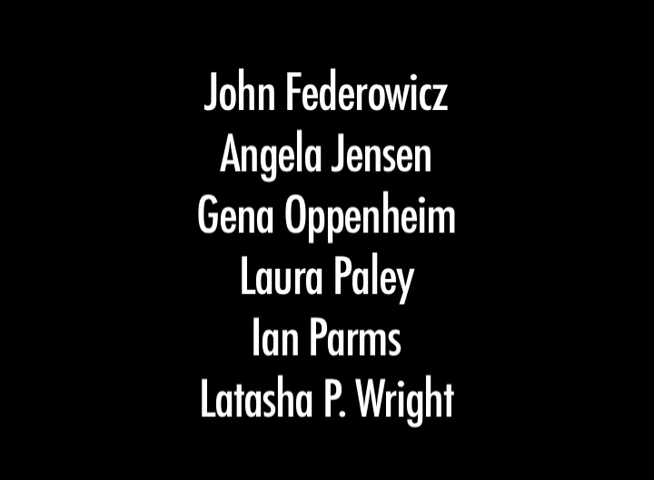 John Federowicz
Angela Jensen
Gena Oppenheim
Laura Paley
Ian Parms
Latasha P. Wright